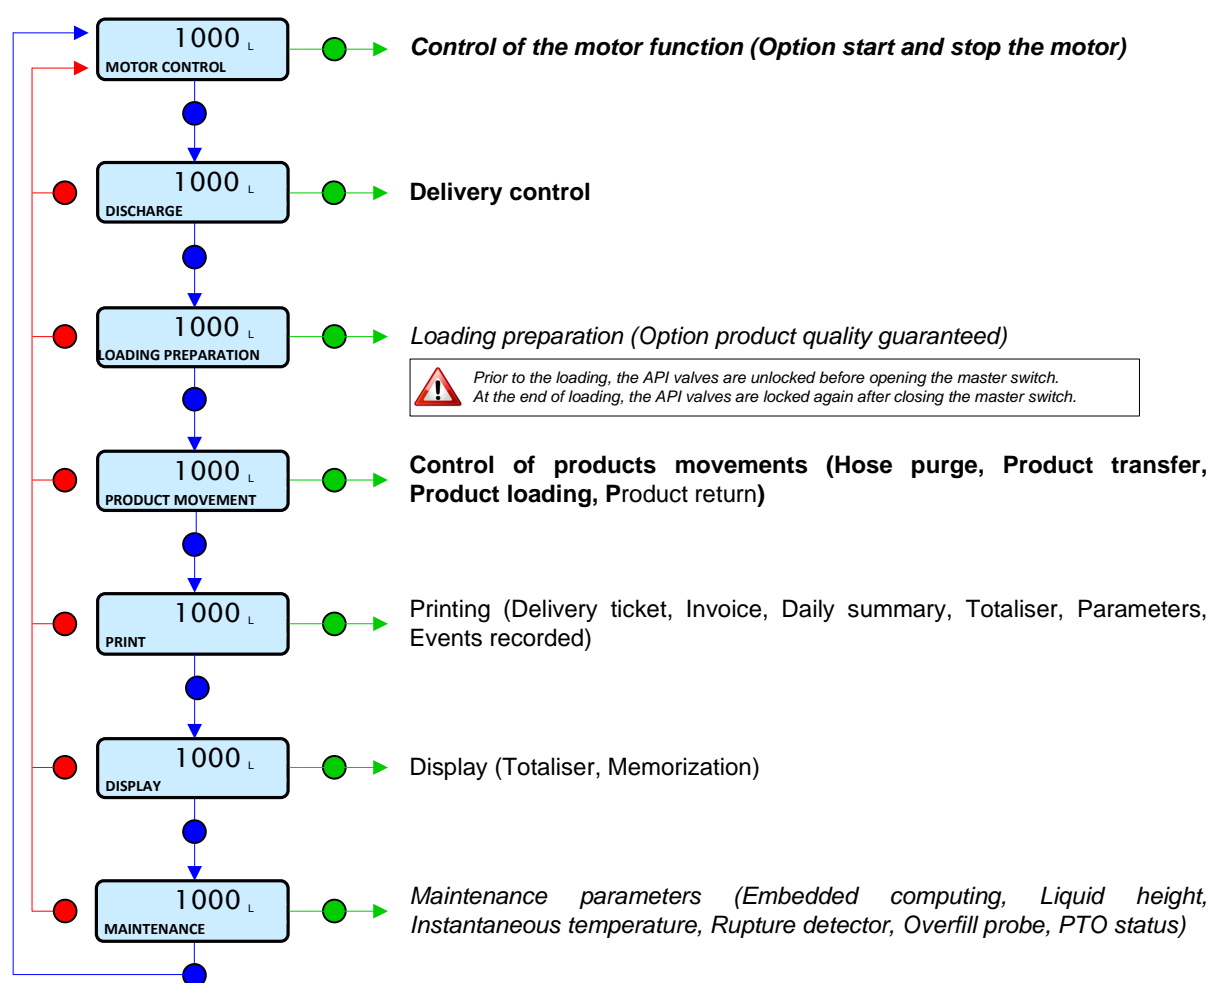 1000 L
MOTOR CONTROL
Control of the motor function (Option start and stop the motor)
1000 L
DISCHARGE
Delivery control
1000 L
LOADING PREPARATION
Loading preparation (Option product quality guaranteed)
Prior to the loading, the API valves are unlocked before opening the master switch.
At the end of loading, the API valves are locked again after closing the master switch.
1000 L
PRODUCT MOVEMENT
Control of products movements (Hose purge, Product transfer,
Product loading, Product return)
1000 L
PRINT
Printing (Delivery ticket, Invoice, Daily summary, Totaliser, Parameters,
Events recorded)
1000 L
DISPLAY
Display (Totaliser, Memorization)
1000 L
MAINTENANCE
Maintenance parameters (Embedded computing, Liquid height,
Instantaneous temperature, Rupture detector, Overfill probe, PTO status)